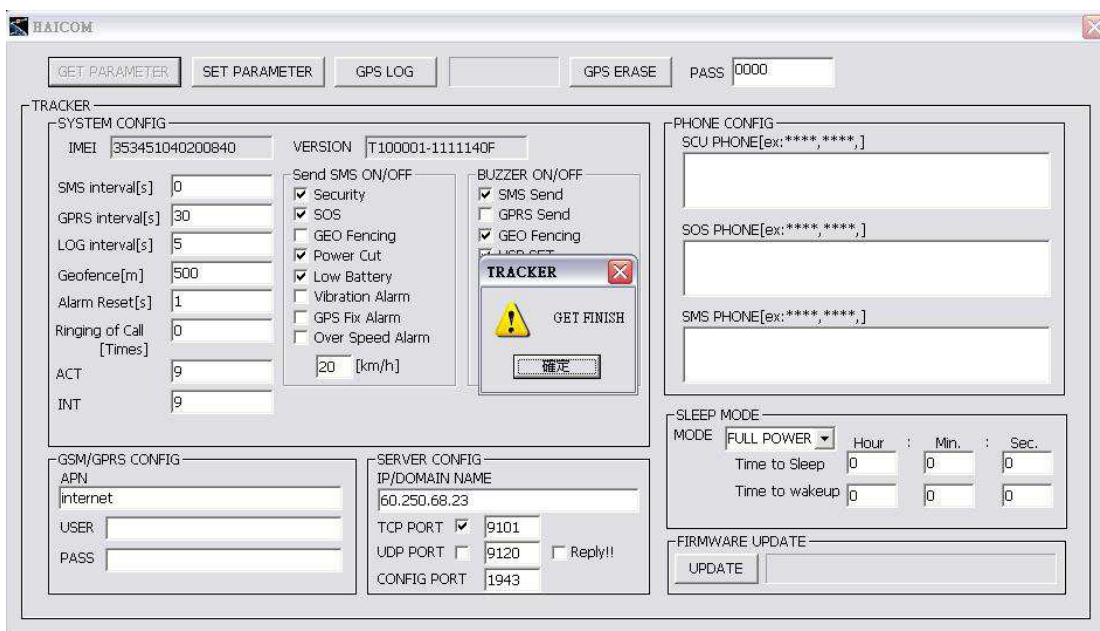 HAICOM
GET PARAMETER SET PARAMETER GPS LOG GPS ERASE PASS 0000
TRACKER
SYSTEM CONFIG
IMEI 353451040200840 VERSION T100001-1111140F
SMS interval[s] 0
GPRS interval[s] 30
LOG interval[s] 5
Geofence[m] 500
Alarm Reset[s] 1
Ringing of Call 0
[Times]
ACT 9
INT 9
Send SMS ON/OFF
Security
SOS
GEO Fencing
Power Cut
Low Battery
Vibration Alarm
GPS Fix Alarm
Over Speed Alarm
20 [km/h]
BUZZER ON/OFF
SMS Send
GPRS Send
GEO Fencing
TRACKER
GET FINISH
確定
PHONE CONFIG
SCU PHONE[ex:****,****,]
SOS PHONE[ex:****,****,]
SMS PHONE[ex:****,****,]
GSM/GPRS CONFIG
APN
internet
USER
PASS
SERVER CONFIG
IP/DOMAIN NAME
60.250.68.23
TCP PORT 9101
UDP PORT 9120 Reply!!
CONFIG PORT 1943
SLEEP MODE
MODE FULL POWER Hour : Min. : Sec.
Time to Sleep 0 0 0
Time to wakeup 0 0 0
FIRMWARE UPDATE
UPDATE